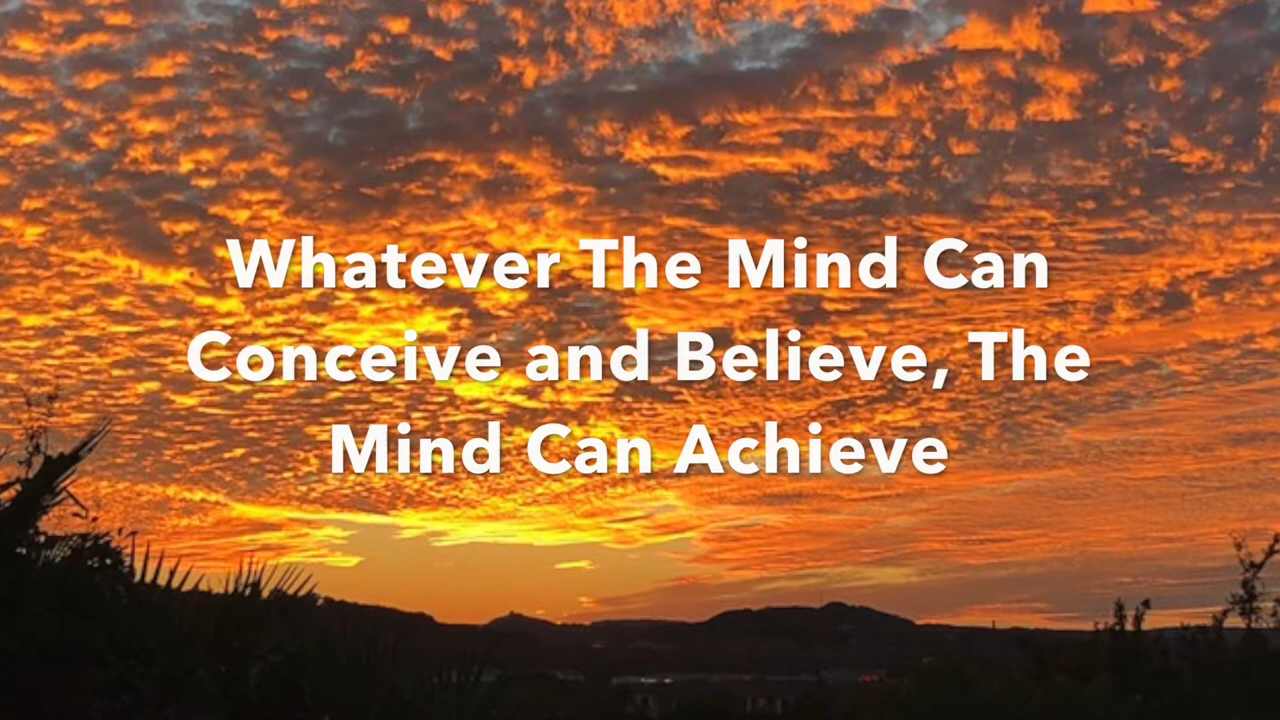 Whatever The Mind Can
Conceive and Believe, The
Mind Can Achieve